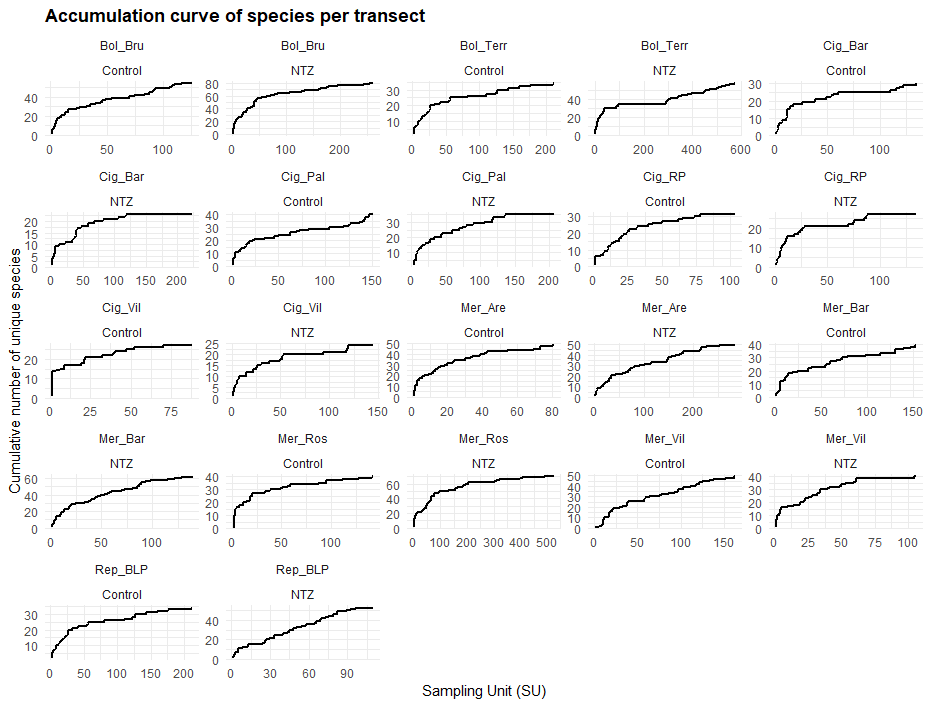 Accumulation curve of species per transect
Bol_Bru Bol_Bru Bol_Terr Bol_Terr Cig_Bar
Control NTZ Control NTZ Control
40 20 0 80 60 40 20 0 30 20 10 40 20 0 30 20 10 0
0 50 100 0 100 200 0 50 100 150 200 0 200 400 600 0 50 100
Cig_Bar Cig_Pal Cig_Pal Cig_RP Cig_RP
NTZ Control NTZ Control NTZ
20 15 10 5 0 40 30 20 10 0 30 20 10 30 20 10 0 20 10 0
0 50 100 150 200 0 50 100 150 0 50 100 150 200 0 25 50 75 100 0 50 100
Cig_Vil Cig_Vil Mer_Are Mer_Are Mer_Bar
Control NTZ Control NTZ Control
20 10 0 25 20 15 10 5 0 50 40 30 20 10 0 50 40 30 20 10 0 40 30 20 10 0
0 25 50 75 0 50 100 150 0 20 40 60 80 0 100 200 0 50 100 150
Mer_Bar Mer_Ros Mer_Ros Mer_Vil Mer_Vil
NTZ Control NTZ Control NTZ
60 40 20 0 40 30 20 10 0 60 40 20 0 50 40 30 20 10 0 40 30 20 10 0
0 50 100 0 50 100 0 100 200 300 400 500 0 50 100 150 0 25 50 75 100
Rep_BLP Rep_BLP
Control NTZ
30 20 10 40 20 0
0 50 100 150 200 0 30 60 90
Cumulative number of unique species
Sampling Unit (SU)